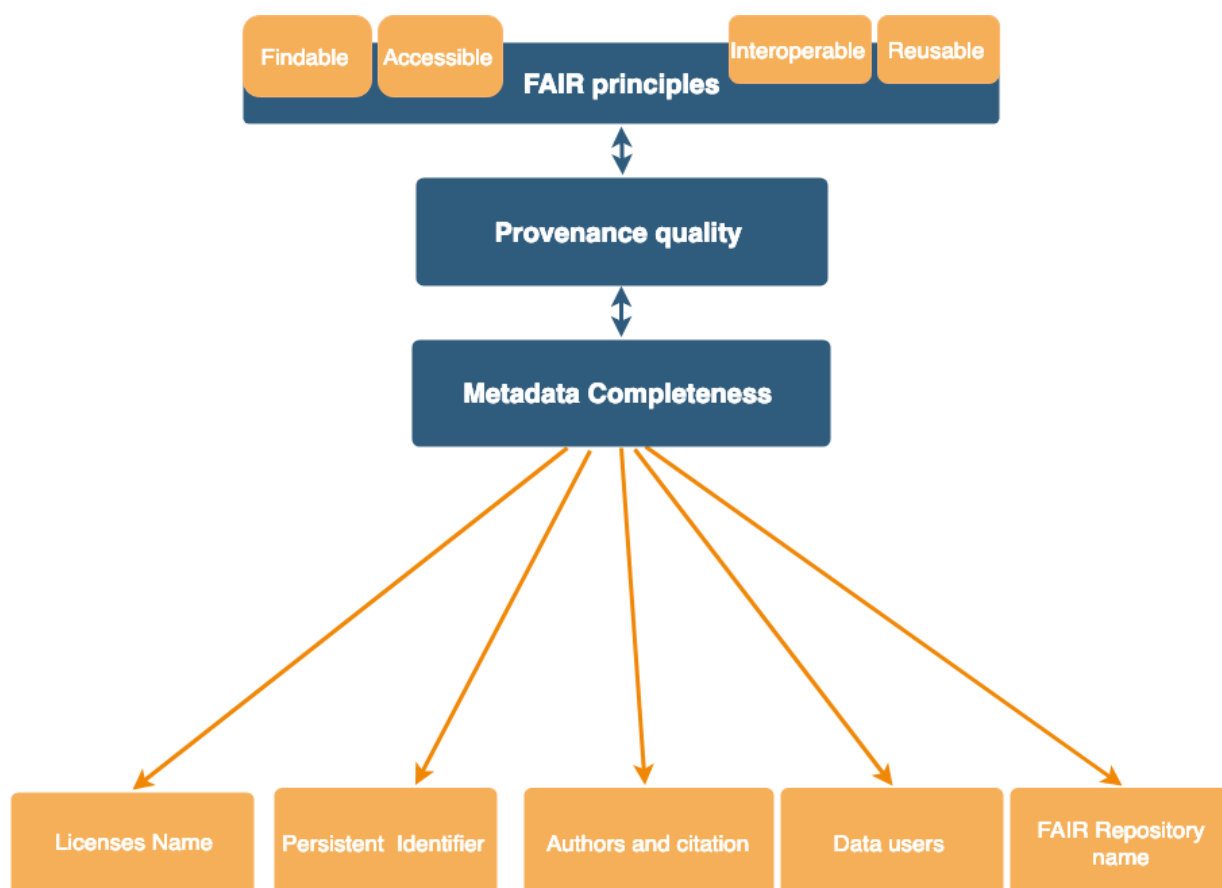 Findable
Accessible
Interoperable
Reusable
FAIR principles
Provenance quality
Metadata Completeness
Licenses Name
Persistent Identifier
Authors and citation
Data users
FAIR Repository
name